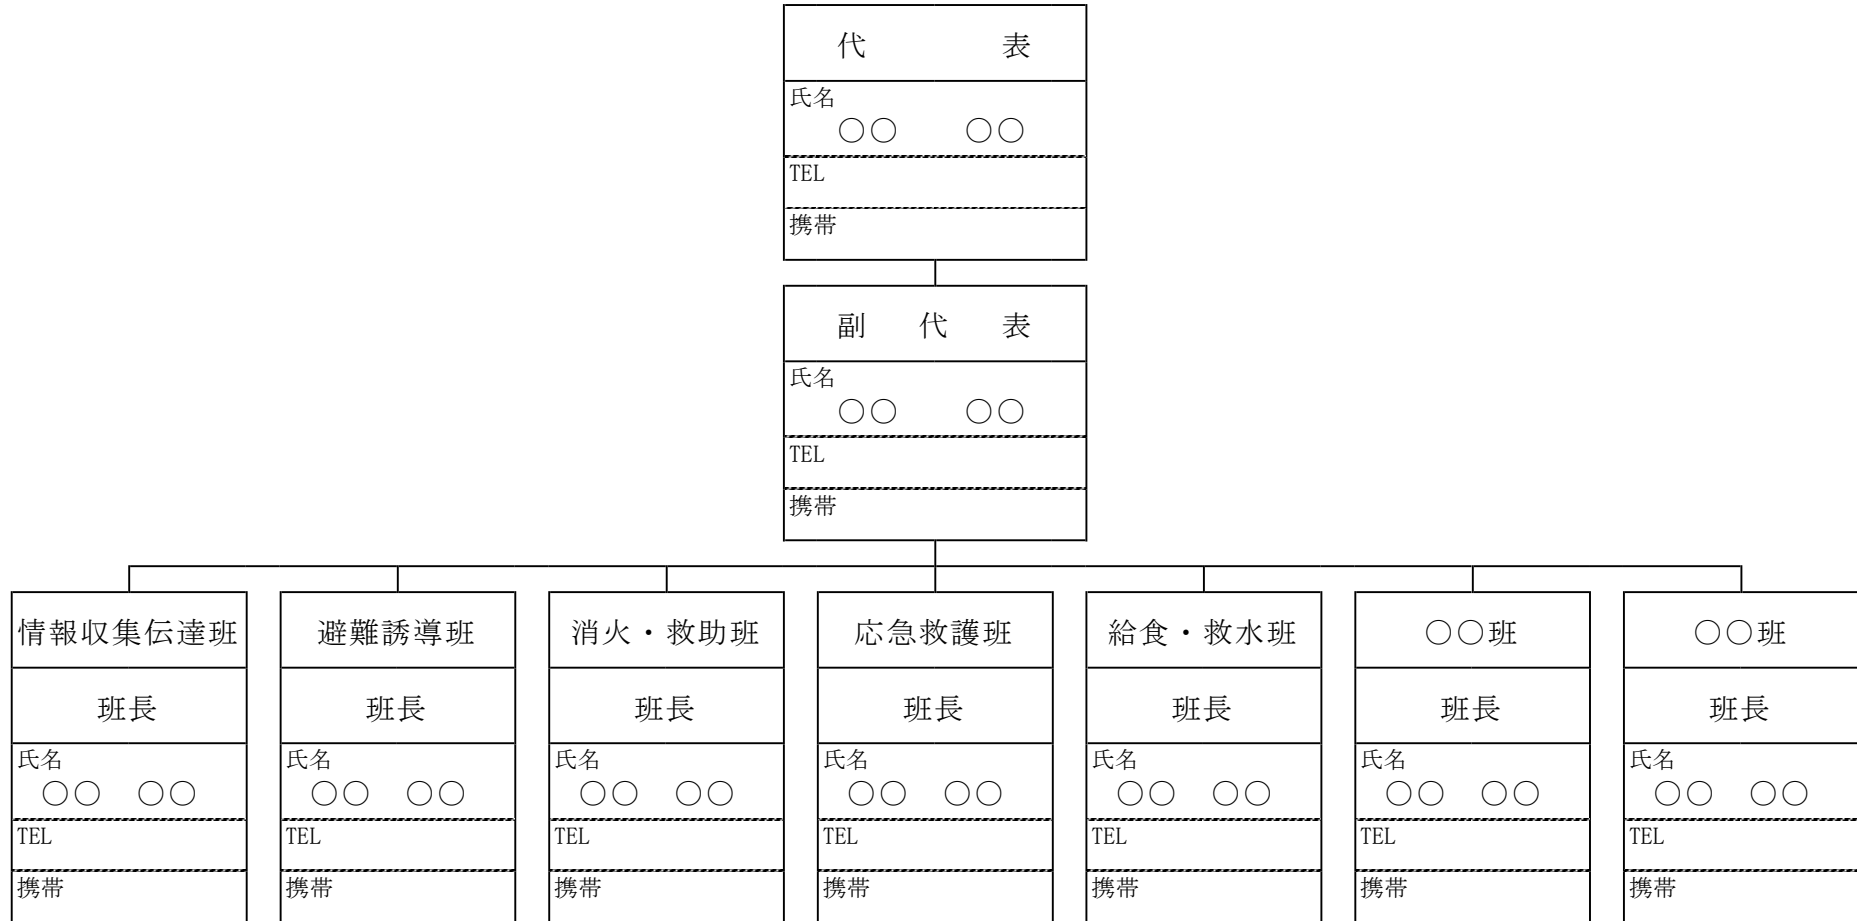 代表
氏名
○○ ○○
TEL
携帯
副代表
氏名
○○ ○○
TEL
携帯
情報収集伝達班 避難誘導班 消火・救助班 応急救護班 給食・救水班 ○○班 ○○班
班長 班長 班長 班長 班長 班長 班長
氏名 氏名 氏名 氏名 氏名 氏名 氏名
○○ ○○ ○○ ○○ ○○ ○○ ○○ ○○ ○○ ○○ ○○ ○○ ○○ ○○
TEL TEL TEL TEL TEL TEL TEL
携帯 携帯 携帯 携帯 携帯 携帯 携帯